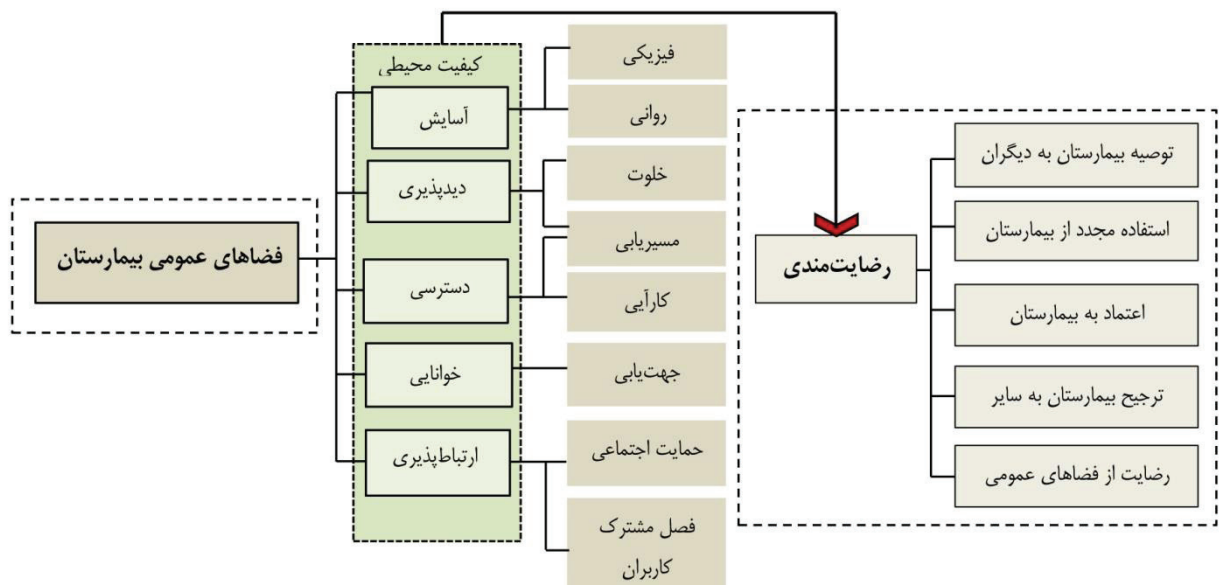 فضاهای عمومی بیمارستان
کیفیت محیطی
آسایش
دیدپذیری
دسترسی
خوانایی
ارتباط‌پذیری
فیزیکی
روانی
خلوت
مسیریابی
کارآیی
جهت‌یابی
حمایت اجتماعی
فصل مشترک
کاربران
رضایت‌مندی
توصیه بیمارستان به دیگران
استفاده مجدد از بیمارستان
اعتماد به بیمارستان
ترجیح بیمارستان به سایر
رضایت از فضاهای عمومی